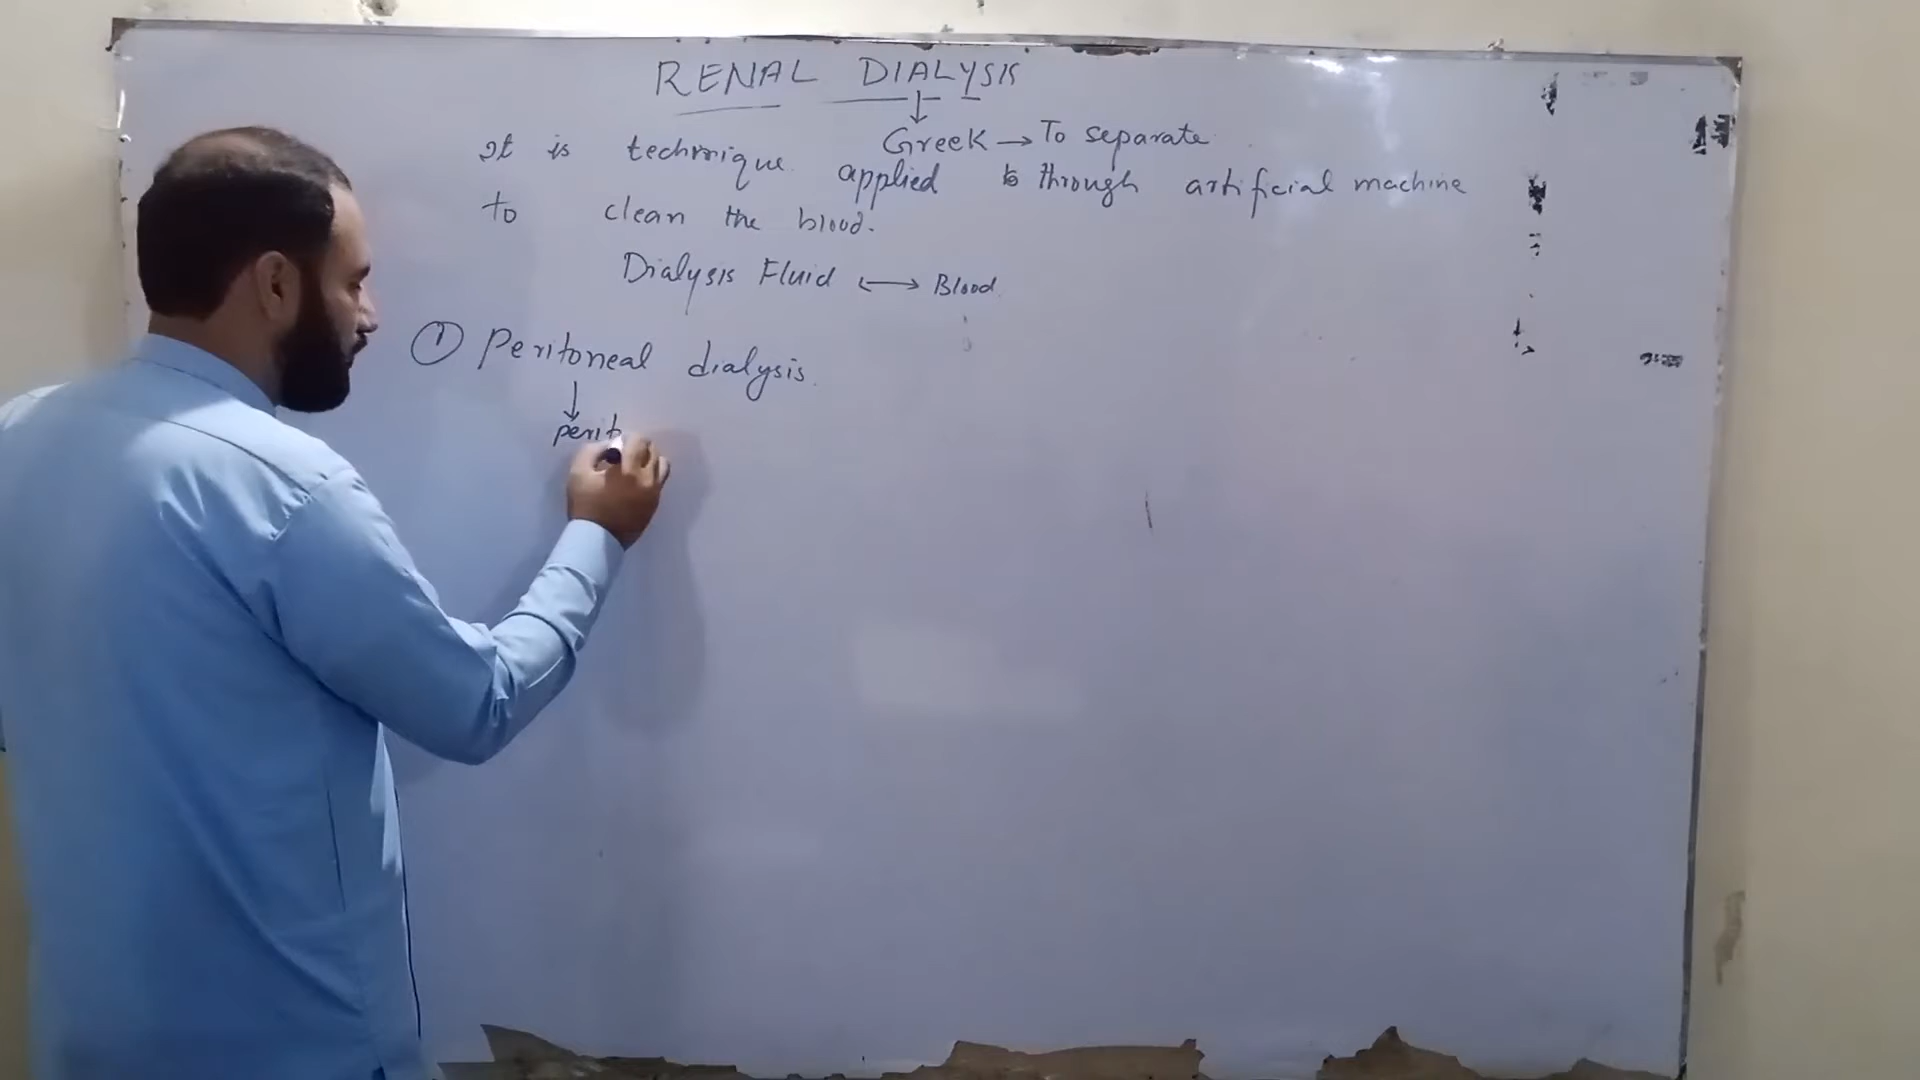 RENAL DIALYSIS
↓
Greek → To separate
It is technique applied through artificial machine
to clean the blood.
Dialysis Fluid ↔ Blood
① Peritoneal dialysis
↓
perit